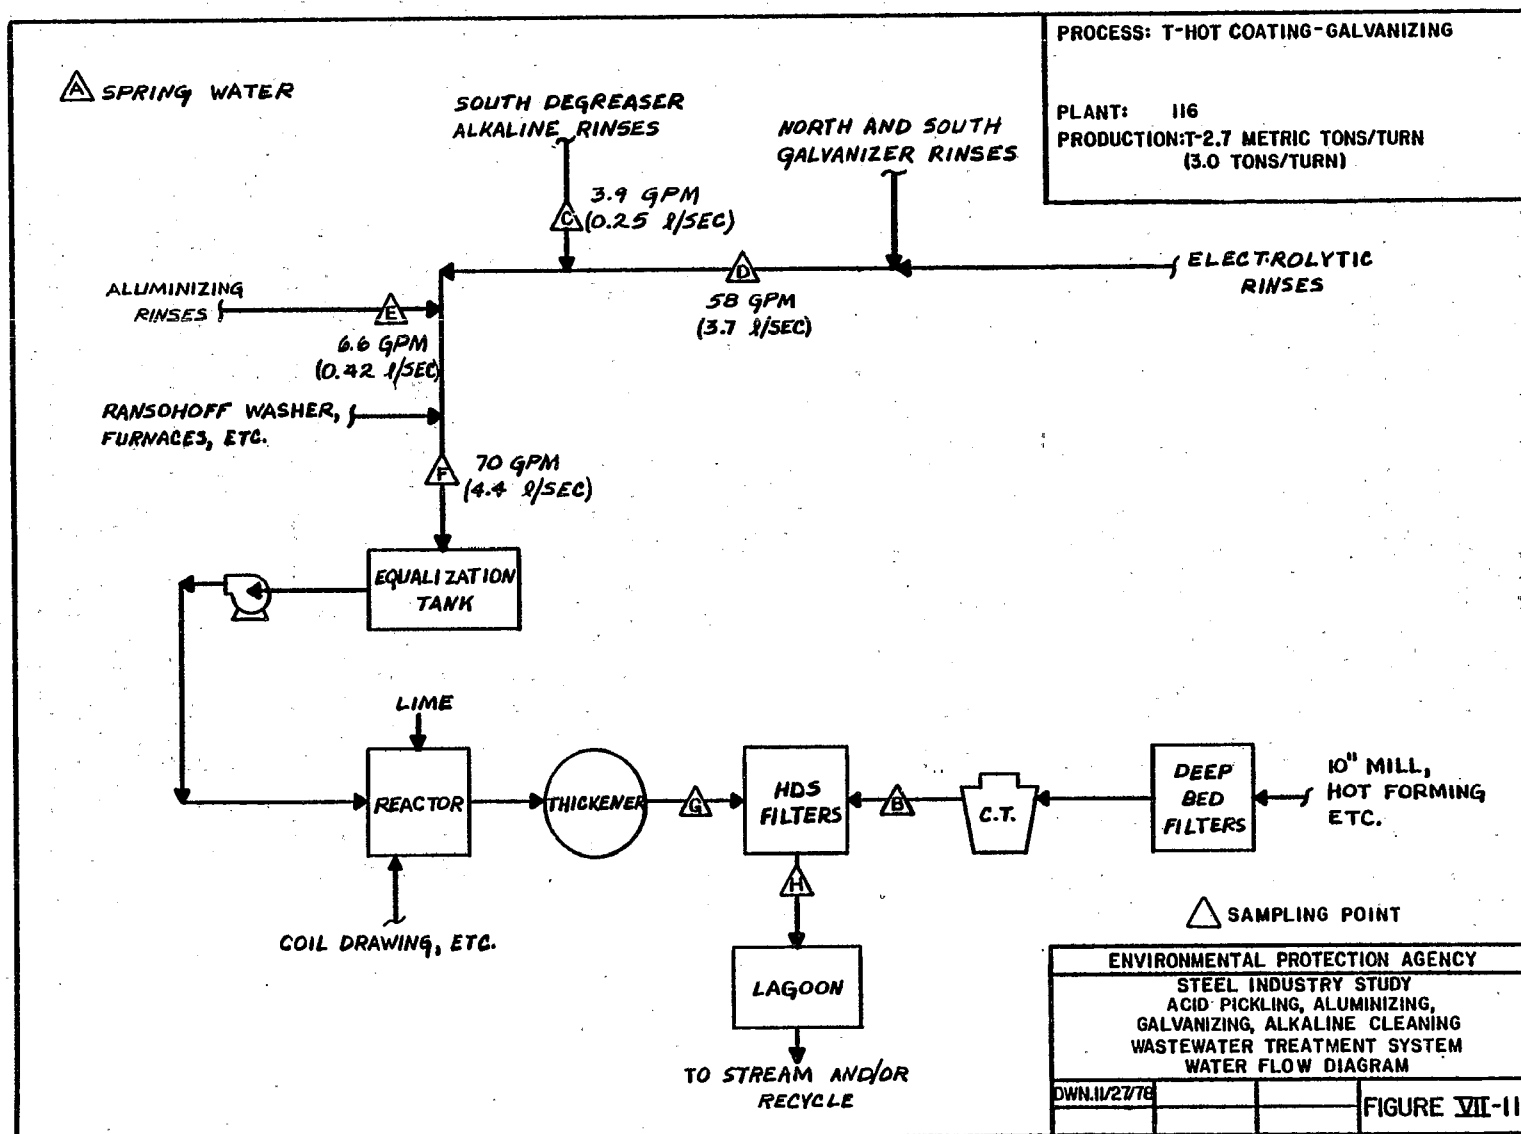 PROCESS: T-HOT COATING-GALVANIZING
PLANT: 116
PRODUCTION:T-2.7 METRIC TONS/TURN
(3.0 TONS/TURN)
A SPRING WATER
SOUTH DEGREASER
ALKALINE RINSES
NORTH AND SOUTH
GALVANIZER RINSES
C
3.9 GPM
(0.25 l/SEC)
D
58 GPM
(3.7 l/SEC)
ELECTROLYTIC
RINSES
ALUMINIZING
RINSES
E
6.6 GPM
(0.42 l/SEC)
RANSOHOFF WASHER,
FURNACES, ETC.
F
70 GPM
(4.4 l/SEC)
EQUALIZATION
TANK
LIME
REACTOR
THICKENER
G
HDS
FILTERS
B
C.T.
DEEP
BED
FILTERS
10" MILL,
HOT FORMING
ETC.
COIL DRAWING, ETC.
H
LAGOON
TO STREAM AND/OR
RECYCLE
SAMPLING POINT
ENVIRONMENTAL PROTECTION AGENCY
STEEL INDUSTRY STUDY
ACID PICKLING, ALUMINIZING,
GALVANIZING, ALKALINE CLEANING
WASTEWATER TREATMENT SYSTEM
WATER FLOW DIAGRAM
DWN.11/27/78
FIGURE VII-11